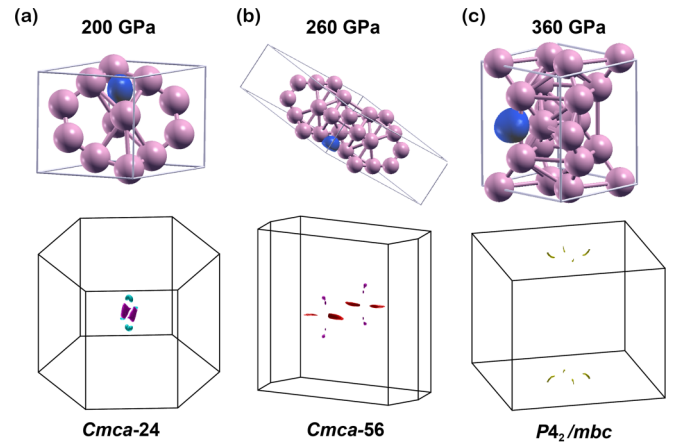 (a) 200 GPa
(b) 260 GPa
(c) 360 GPa
Cmca-24
Cmca-56
P4₂/mbc